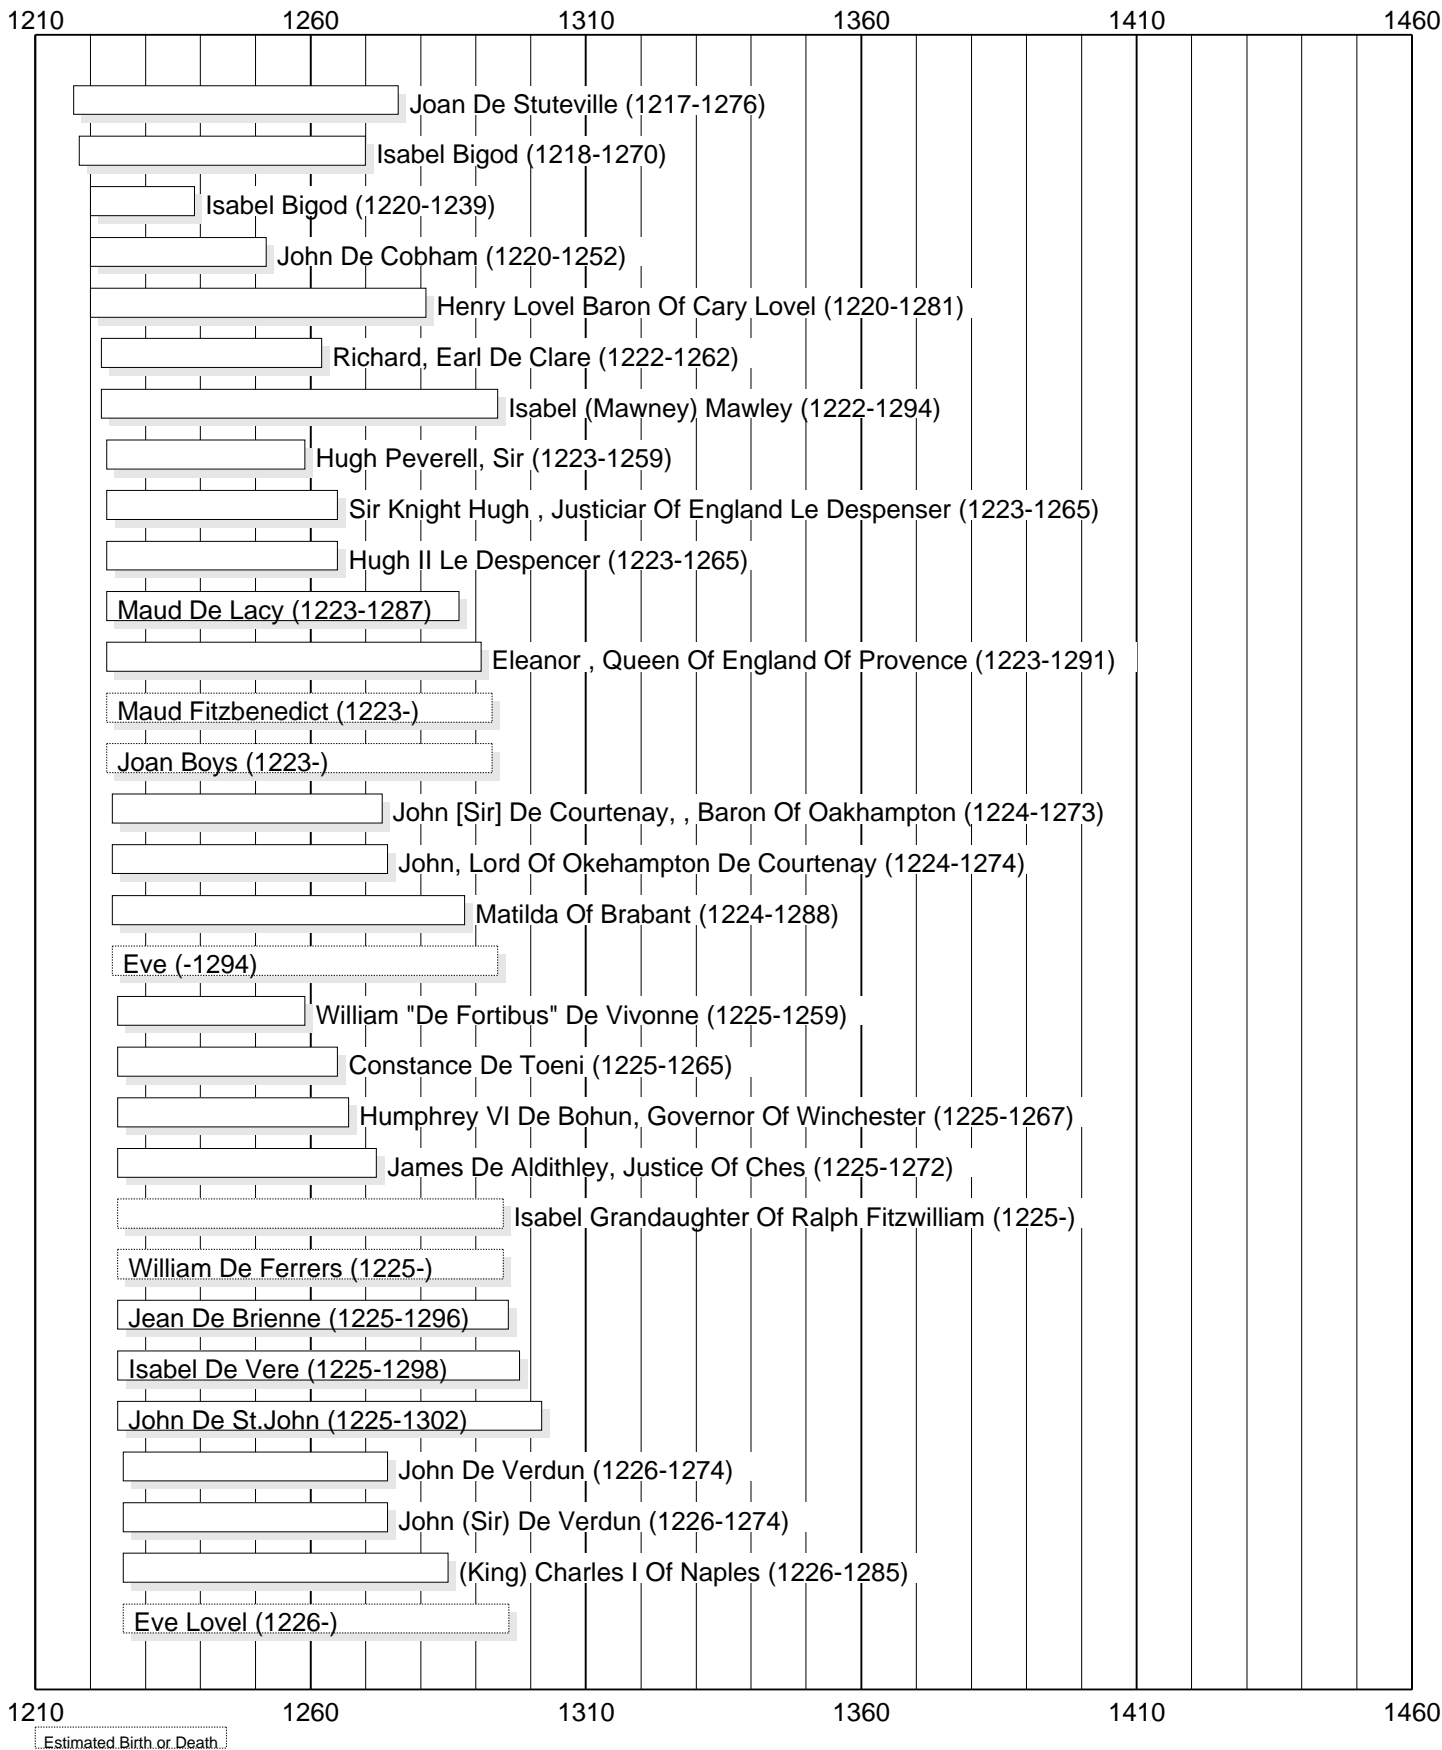 1210 1260 1310 1360 1410 1460
Joan De Stuteville (1217-1276)
Isabel Bigod (1218-1270)
Isabel Bigod (1220-1239)
John De Cobham (1220-1252)
Henry Lovel Baron Of Cary Lovel (1220-1281)
Richard, Earl De Clare (1222-1262)
Isabel (Mawney) Mawley (1222-1294)
Hugh Peverell, Sir (1223-1259)
Sir Knight Hugh , Justiciar Of England Le Despenser (1223-1265)
Hugh II Le Despencer (1223-1265)
Maud De Lacy (1223-1287)
Eleanor , Queen Of England Of Provence (1223-1291)
Maud Fitzbenedict (1223-)
Joan Boys (1223-)
John [Sir] De Courtenay, , Baron Of Oakhampton (1224-1273)
John, Lord Of Okehampton De Courtenay (1224-1274)
Matilda Of Brabant (1224-1288)
Eve (-1294)
William "De Fortibus" De Vivonne (1225-1259)
Constance De Toeni (1225-1265)
Humphrey VI De Bohun, Governor Of Winchester (1225-1267)
James De Aldithley, Justice Of Ches (1225-1272)
Isabel Grandaughter Of Ralph Fitzwilliam (1225-)
William De Ferrers (1225-)
Jean De Brienne (1225-1296)
Isabel De Vere (1225-1298)
John De St.John (1225-1302)
John De Verdun (1226-1274)
John (Sir) De Verdun (1226-1274)
(King) Charles I Of Naples (1226-1285)
Eve Lovel (1226-)
1210 1260 1310 1360 1410 1460
Estimated Birth or Death